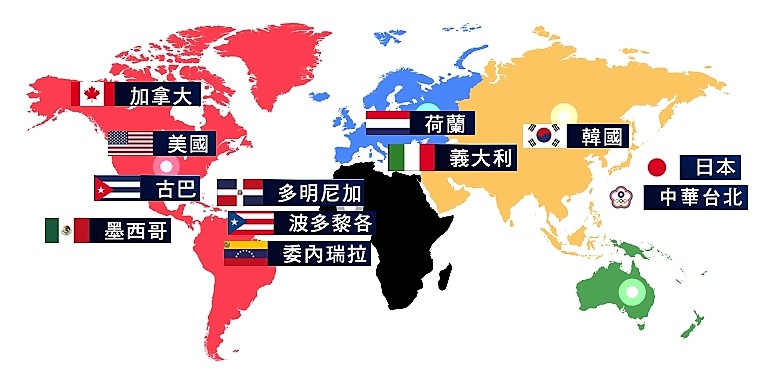 加拿大
美國
古巴
墨西哥
多明尼加
波多黎各
委內瑞拉
荷蘭
義大利
韓國
日本
中華台北